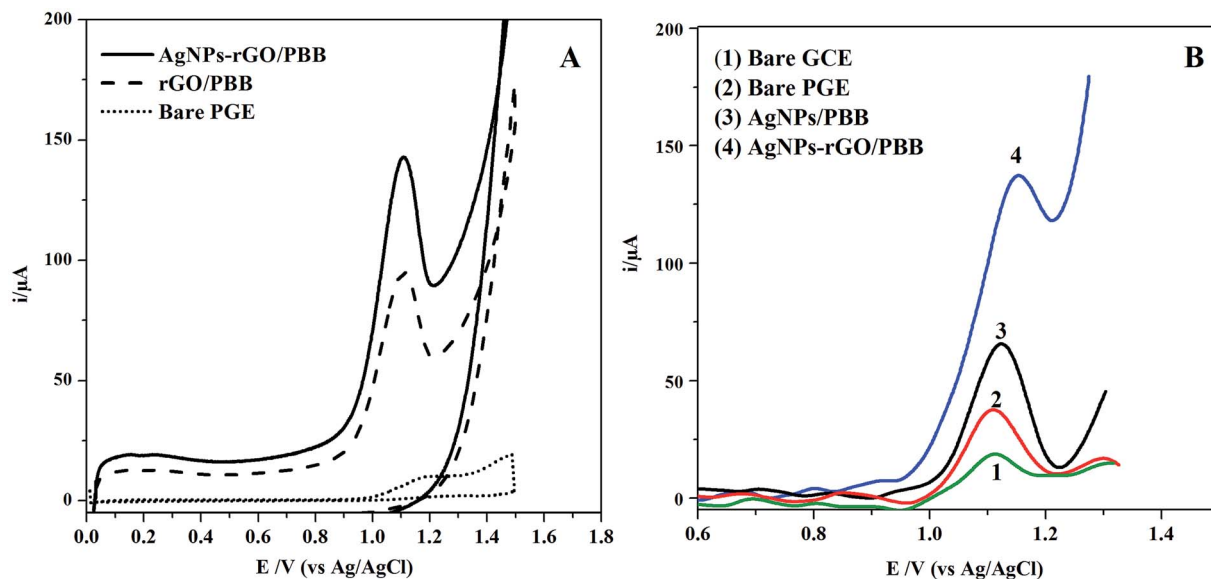 A
AgNPs-rGO/PBB
rGO/PBB
Bare PGE
200
150
100
50
0
i/µA
0.0 0.2 0.4 0.6 0.8 1.0 1.2 1.4 1.6 1.8
E /V (vs Ag/AgCl)
B
(1) Bare GCE
(2) Bare PGE
(3) AgNPs/PBB
(4) AgNPs-rGO/PBB
4
3
2
1
200
150
100
50
0
i/µA
0.6 0.8 1.0 1.2 1.4
E /V (vs Ag/AgCl)